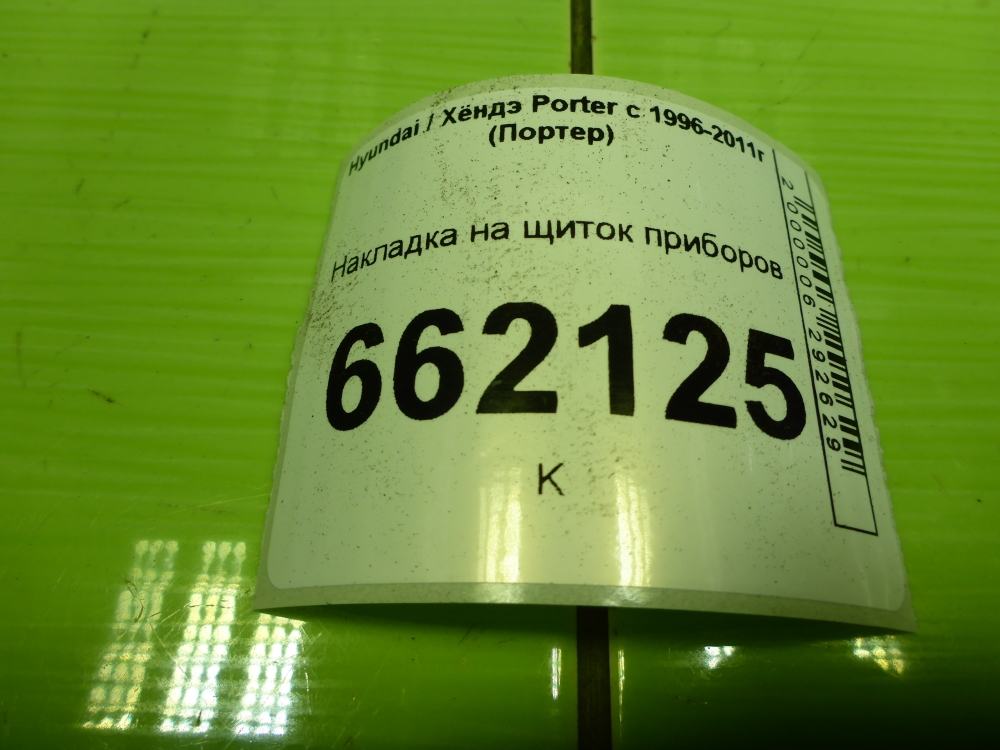 Hyundai / Хёндэ Porter с 1996-2011г
(Портер)
Накладка на щиток приборов
662125
К
2000006292629